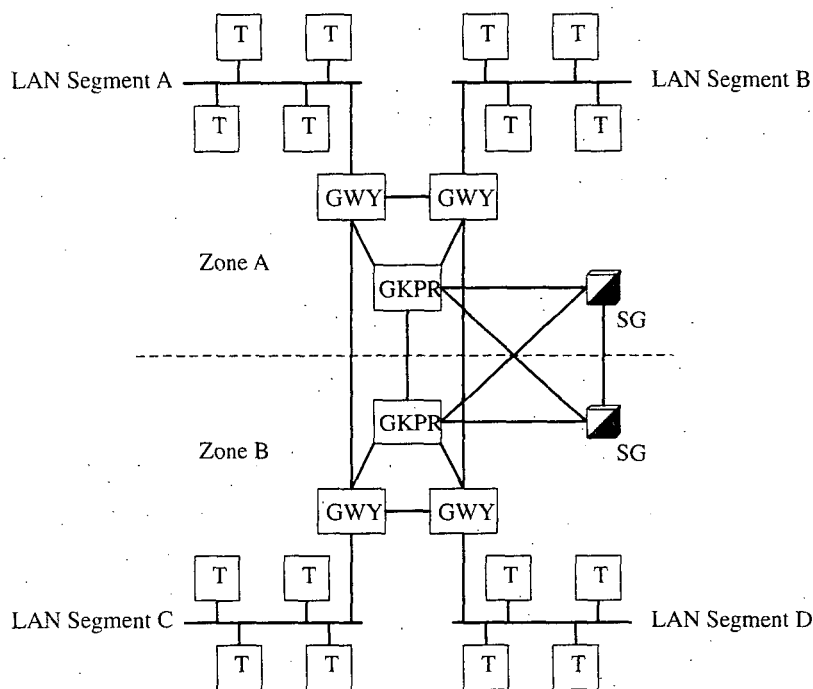 T T T T
LAN Segment A LAN Segment B
T T T T
GWY GWY
Zone A
GKPR
SG
GKPR
Zone B
SG
GWY GWY
T T T T
LAN Segment C LAN Segment D
T T T T